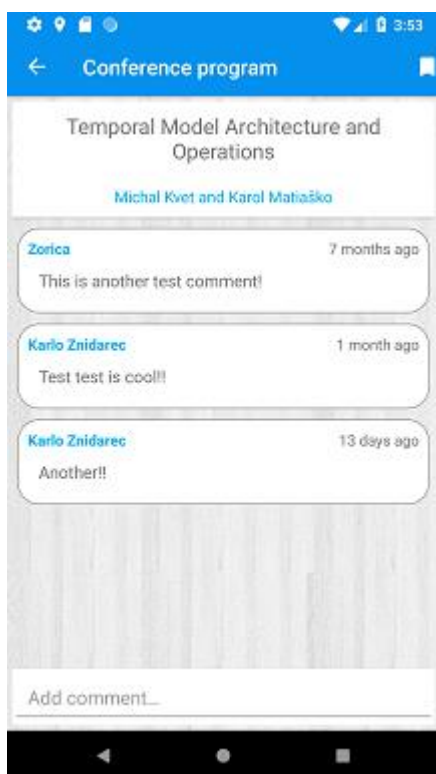 3:53
Conference program
Temporal Model Architecture and
Operations
Michal Kvet and Karol Matiaško
Zorica 7 months ago
This is another test comment!
Karlo Znidarec 1 month ago
Test test is cool!!
Karlo Znidarec 13 days ago
Another!!
Add comment...